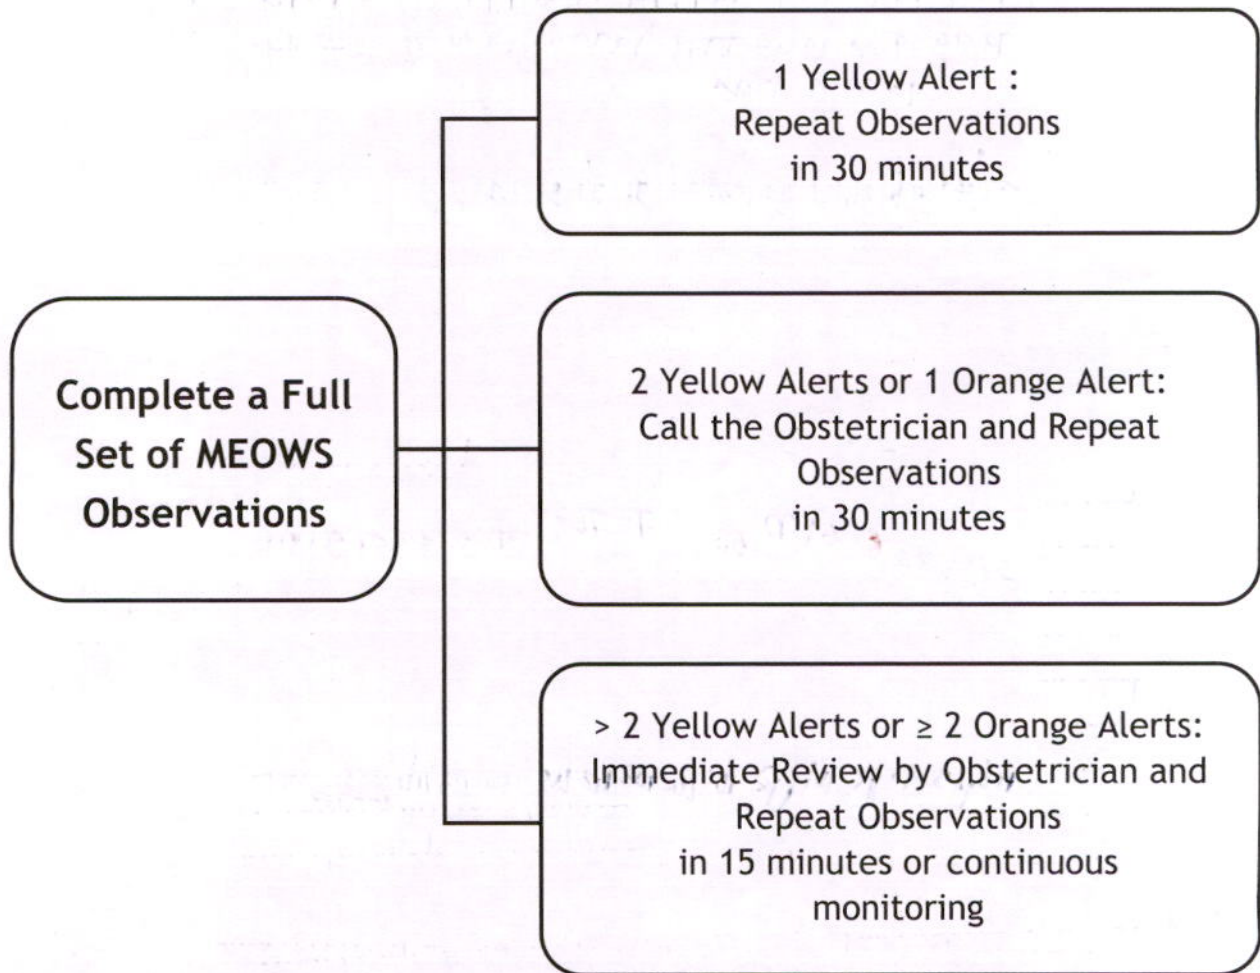 1 Yellow Alert :
Repeat Observations
in 30 minutes
Complete a Full
Set of MEOWS
Observations
2 Yellow Alerts or 1 Orange Alert:
Call the Obstetrician and Repeat
Observations
in 30 minutes
> 2 Yellow Alerts or ≥ 2 Orange Alerts:
Immediate Review by Obstetrician and
Repeat Observations
in 15 minutes or continuous
monitoring